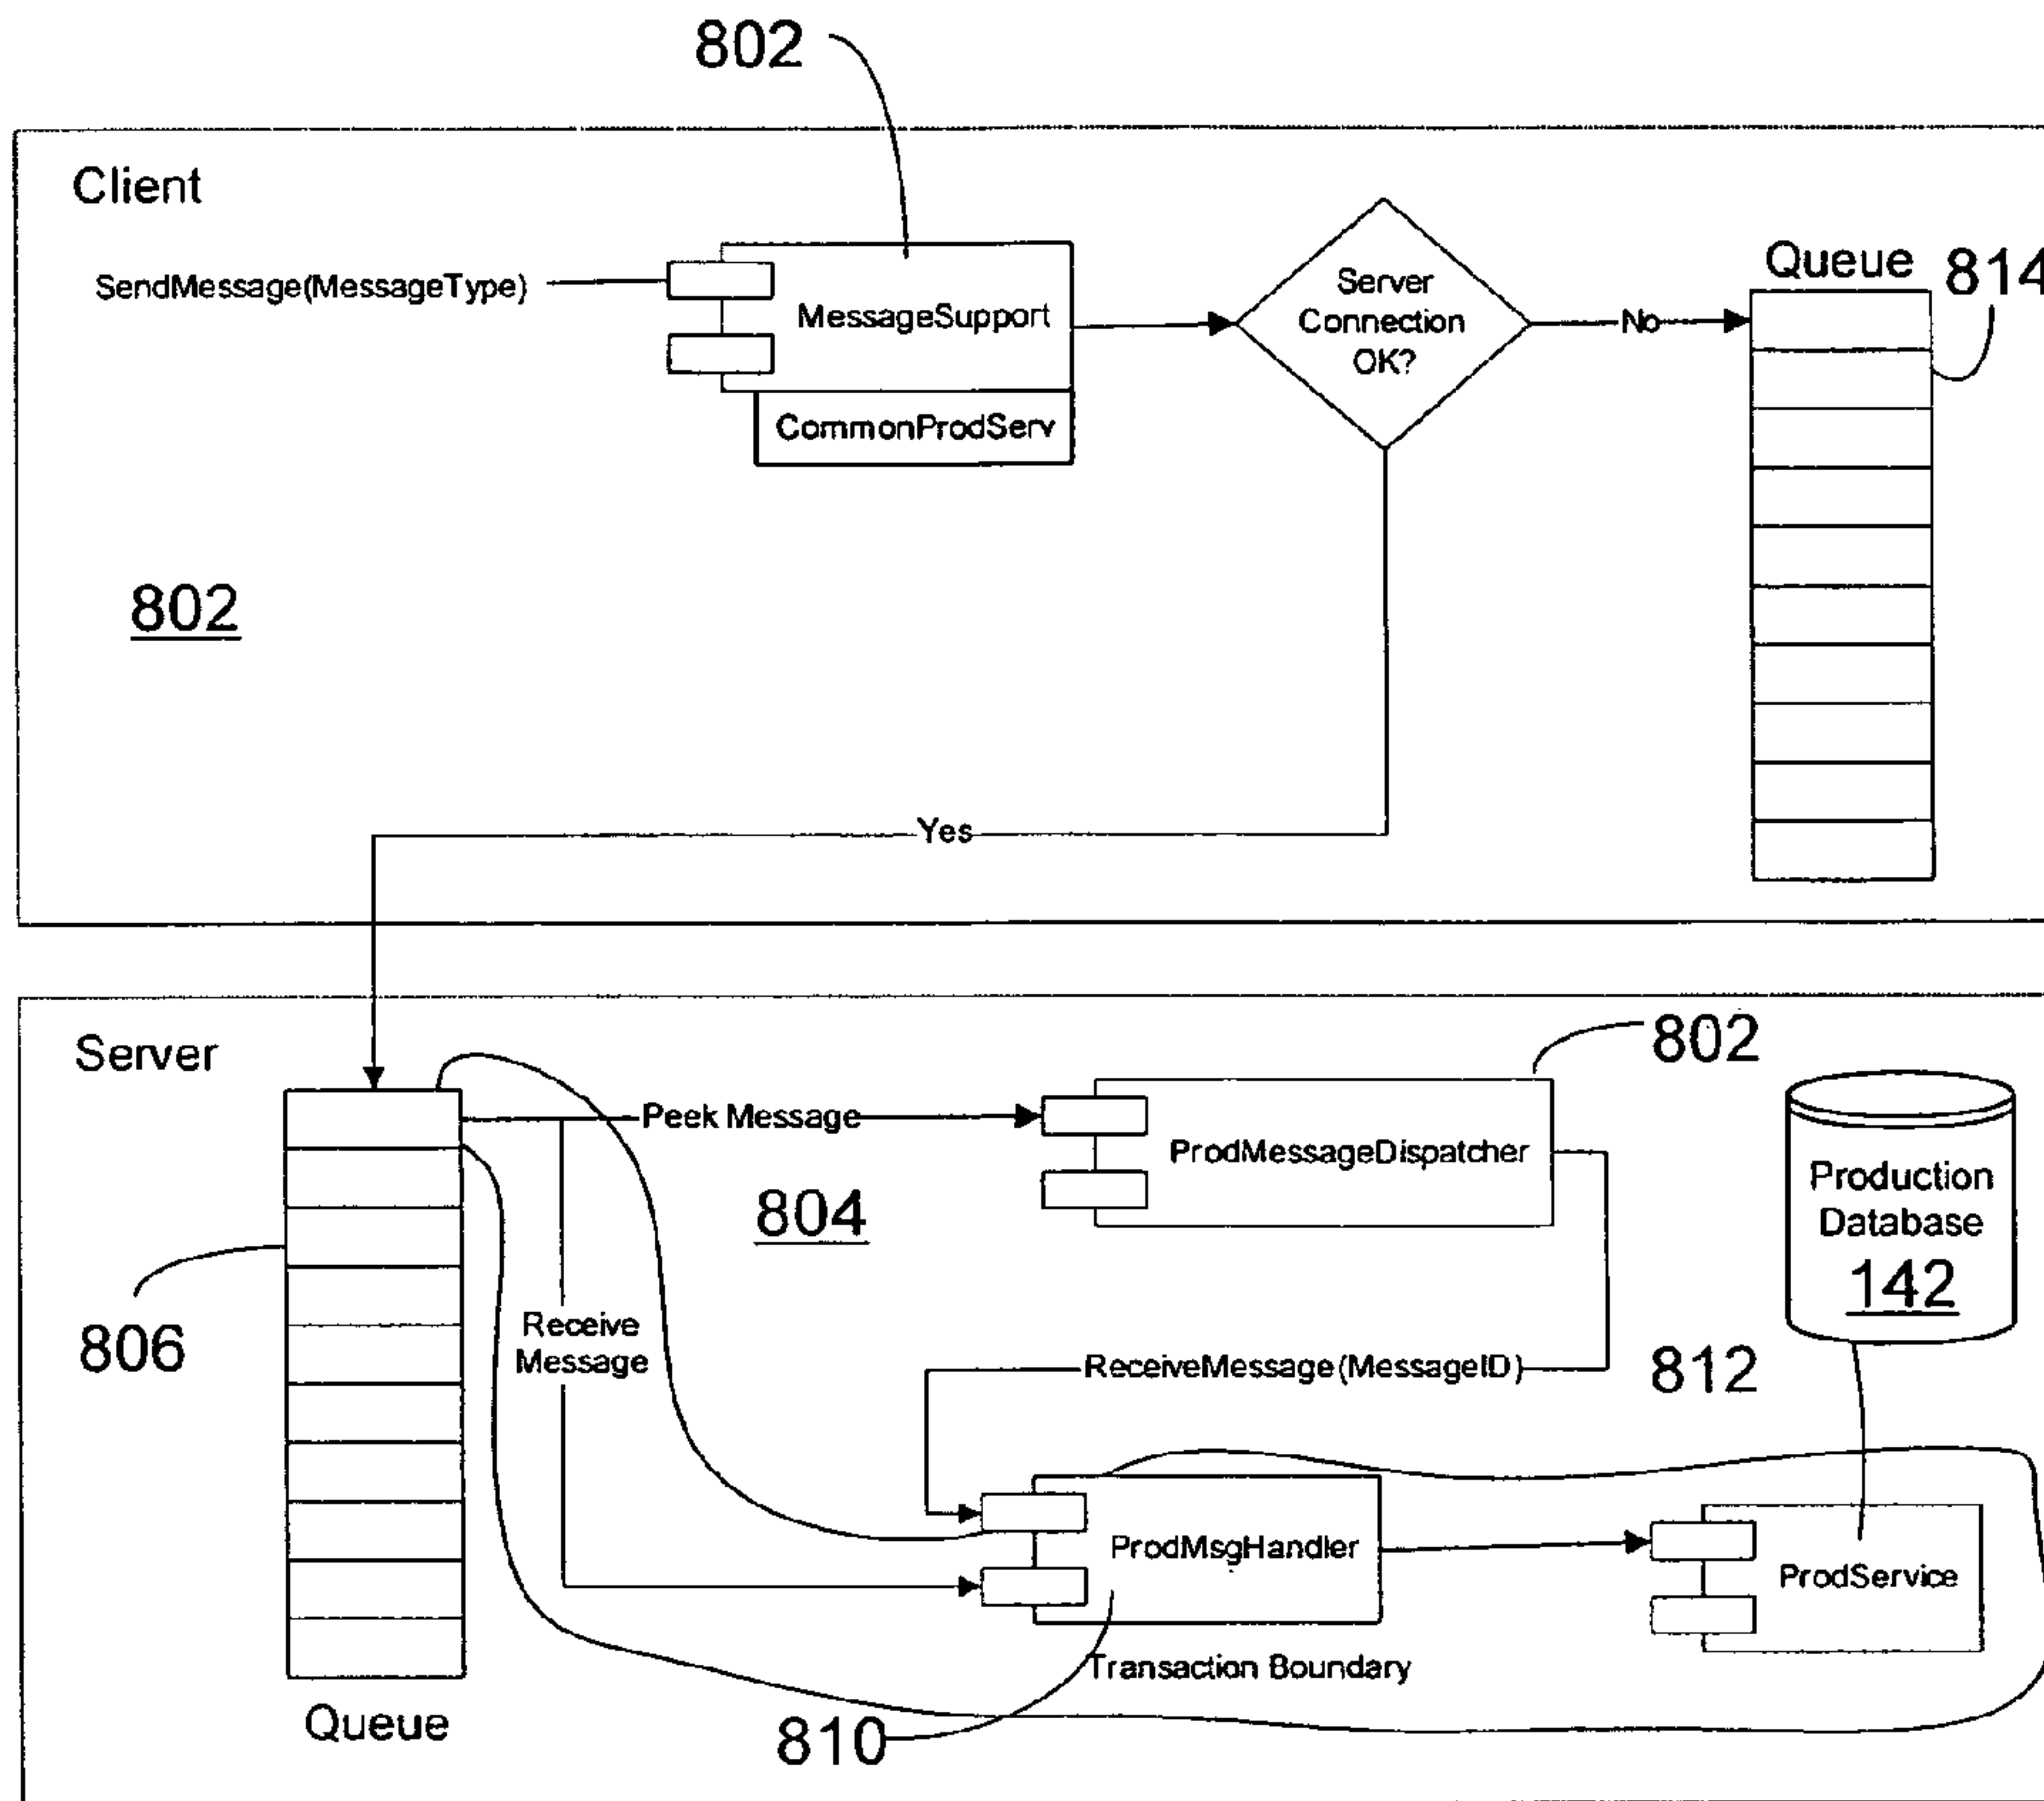 802
Client
SendMessage(MessageType)
MessageSupport
CommonProdServ
Server
Connection
OK?
No
Queue
814
802
Yes
Server
802
Peek Message
ProdMessageDispatcher
804
Production
Database
142
806
Receive
Message
ReceiveMessage(MessageID)
812
ProdMsgHandler
ProdService
Transaction Boundary
Queue
810